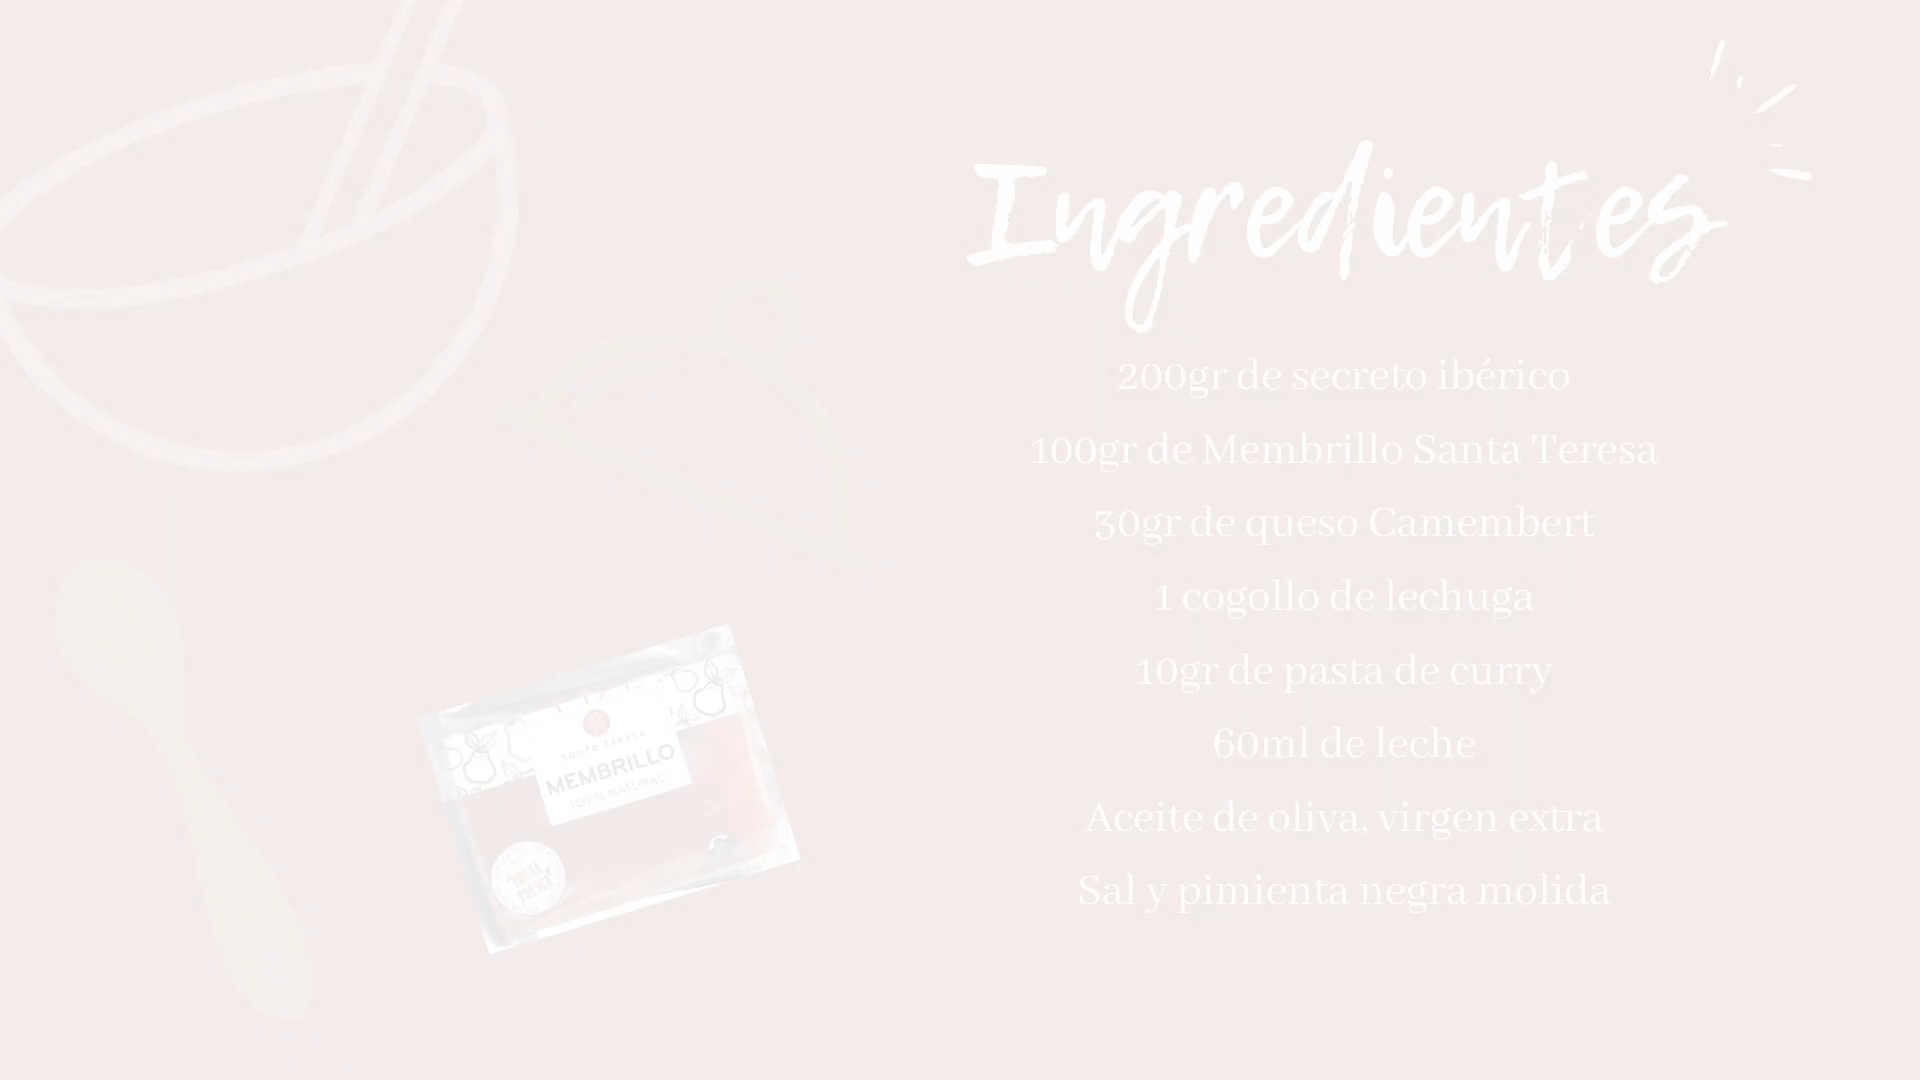 Ingredientes
200gr de secreto ibérico
100gr de Membrillo Santa Teresa
30gr de queso Camembert
1 cogollo de lechuga
10gr de pasta de curry
60ml de leche
Aceite de oliva, virgen extra
Sal y pimienta negra molida
SANTA TERESA
MEMBRILLO
100 % NATURAL